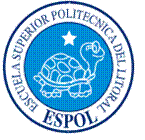 ESCUELA SUPERIOR POLITECNICA DEL LITORAL
ESPOL